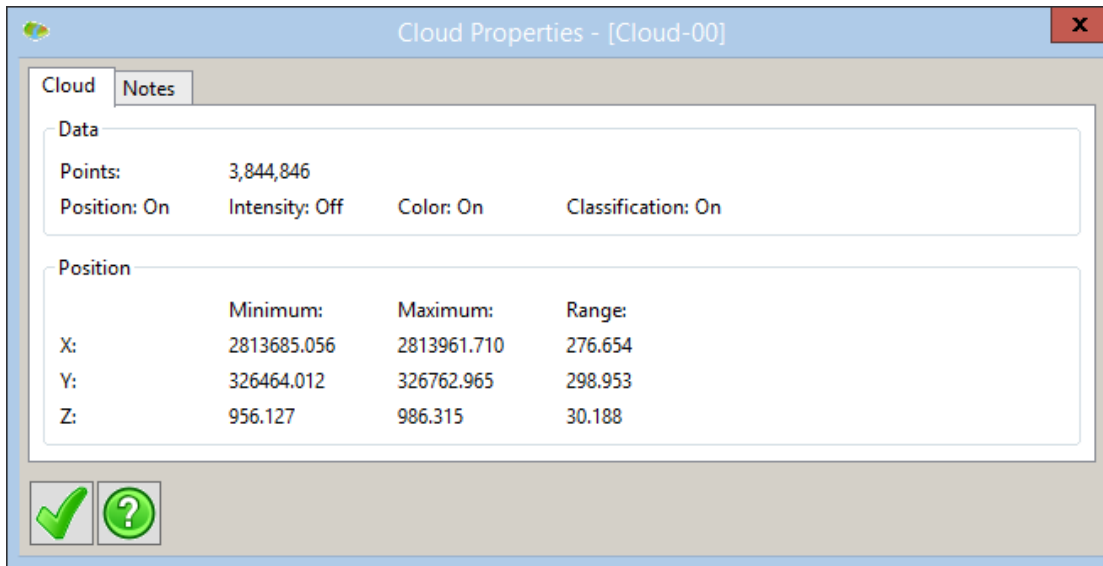 Cloud Properties - [Cloud-00]
x
Cloud Notes
Data
Points: 3,844,846
Position: On Intensity: Off Color: On Classification: On
Position
Minimum: Maximum: Range:
X: 2813685.056 2813961.710 276.654
Y: 326464.012 326762.965 298.953
Z: 956.127 986.315 30.188
?